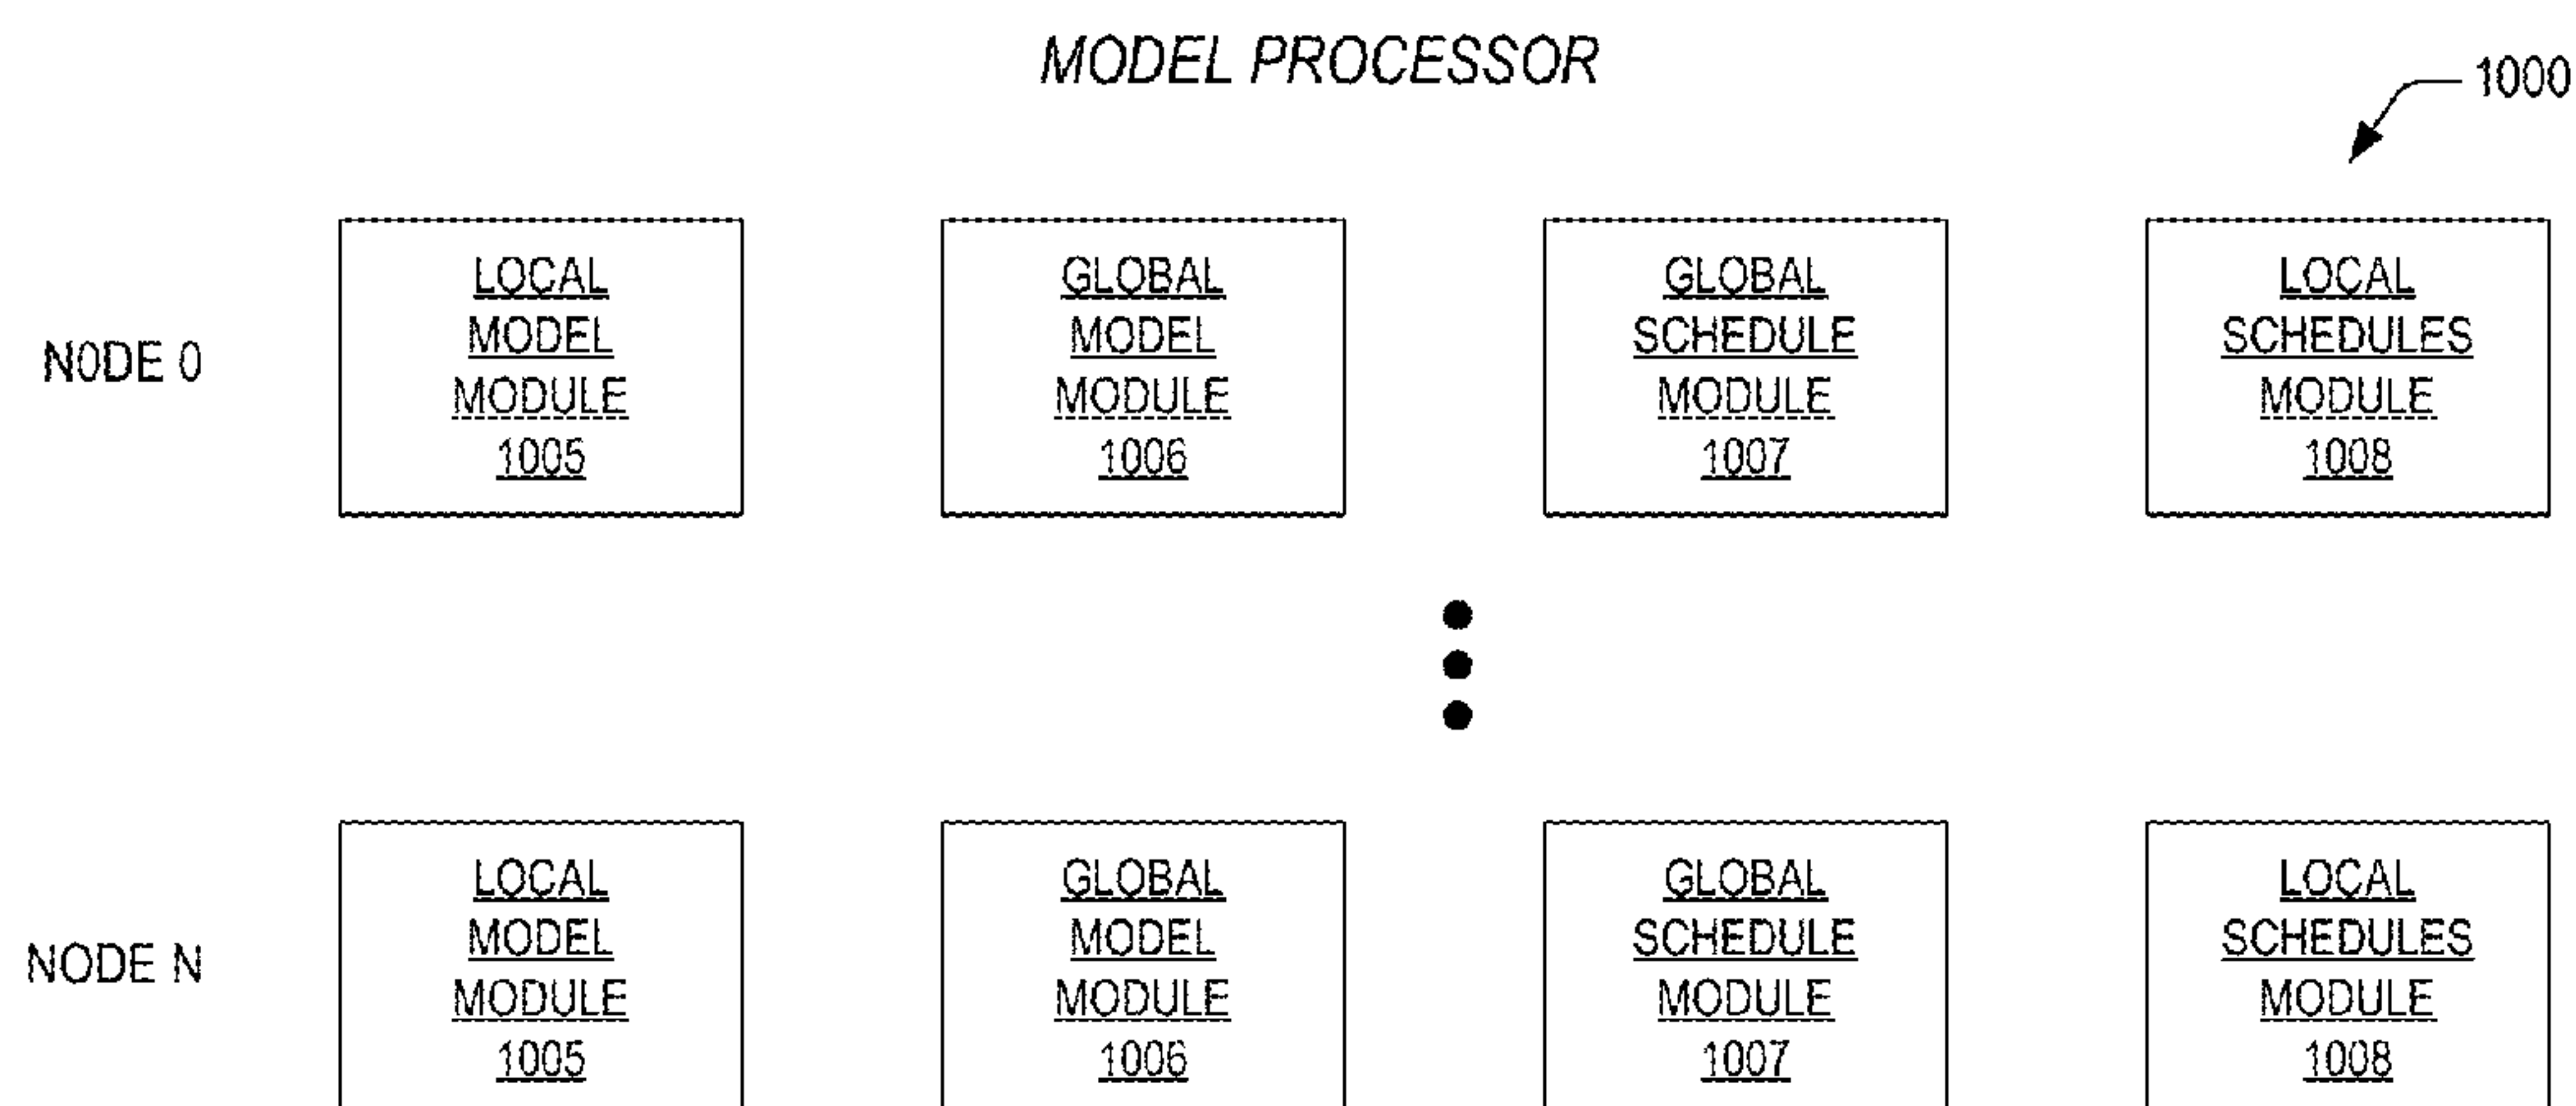 MODEL PROCESSOR
1000
NODE 0
LOCAL
MODEL
MODULE
1005
GLOBAL
MODEL
MODULE
1006
GLOBAL
SCHEDULE
MODULE
1007
LOCAL
SCHEDULES
MODULE
1008
NODE N
LOCAL
MODEL
MODULE
1005
GLOBAL
MODEL
MODULE
1006
GLOBAL
SCHEDULE
MODULE
1007
LOCAL
SCHEDULES
MODULE
1008